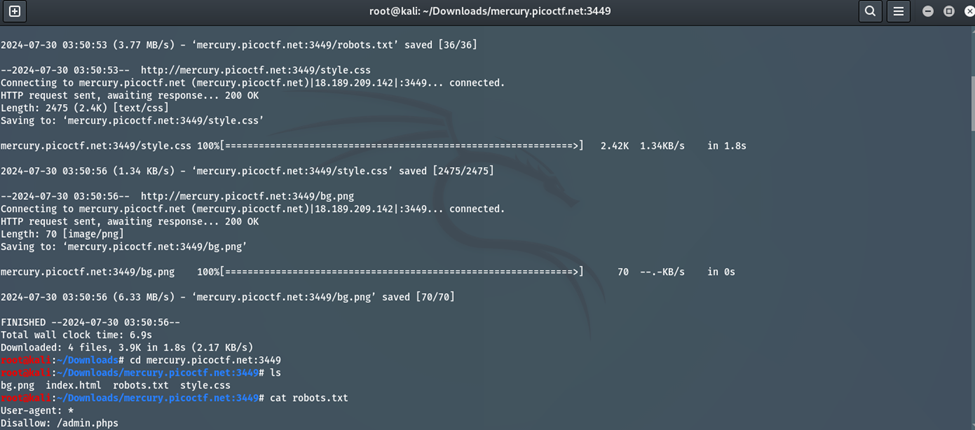 root@kali: ~/Downloads/mercury.picoctf.net:3449
2024-07-30 03:50:53 (3.77 MB/s) - ‘mercury.picoctf.net:3449/robots.txt’ saved [36/36]
--2024-07-30 03:50:53--  http://mercury.picoctf.net:3449/style.css
Connecting to mercury.picoctf.net (mercury.picoctf.net)|18.189.209.142|:3449... connected.
HTTP request sent, awaiting response... 200 OK
Length: 2475 (2.4K) [text/css]
Saving to: ‘mercury.picoctf.net:3449/style.css’
mercury.picoctf.net:3449/style.css 100%[==============================================================>]   2.42K  1.34KB/s    in 1.8s
2024-07-30 03:50:56 (1.34 KB/s) - ‘mercury.picoctf.net:3449/style.css’ saved [2475/2475]
--2024-07-30 03:50:56--  http://mercury.picoctf.net:3449/bg.png
Connecting to mercury.picoctf.net (mercury.picoctf.net)|18.189.209.142|:3449... connected.
HTTP request sent, awaiting response... 200 OK
Length: 70 [image/png]
Saving to: ‘mercury.picoctf.net:3449/bg.png’
mercury.picoctf.net:3449/bg.png    100%[==============================================================>]      70  --.-KB/s    in 0s
2024-07-30 03:50:56 (6.33 MB/s) - ‘mercury.picoctf.net:3449/bg.png’ saved [70/70]
FINISHED --2024-07-30 03:50:56--
Total wall clock time: 6.9s
Downloaded: 4 files, 3.9K in 1.8s (2.17 KB/s)
root@kali:~/Downloads# cd mercury.picoctf.net:3449
root@kali:~/Downloads/mercury.picoctf.net:3449# ls
bg.png  index.html  robots.txt  style.css
root@kali:~/Downloads/mercury.picoctf.net:3449# cat robots.txt
User-agent: *
Disallow: /admin.phps